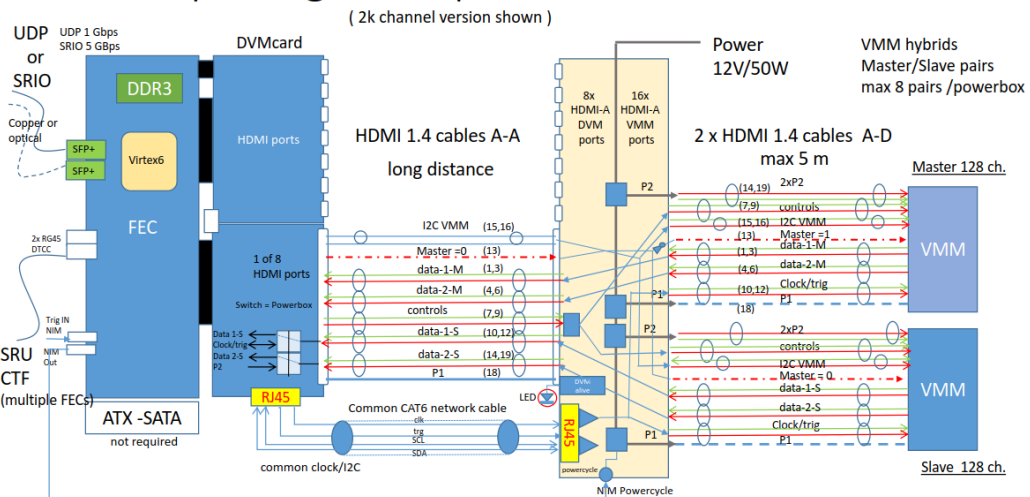 ( 2k channel version shown )
UDP
or
SRIO
UDP 1 Gbps
SRIO 5 GBps
DVMcard
Power
12V/50W
VMM hybrids
Master/Slave pairs
max 8 pairs /powerbox
DDR3
Copper or
optical
SFP+
SFP+
Virtex6
FEC
HDMI ports
HDMI 1.4 cables A-A
long distance
8x
HDMI-A
DVM
ports
16x
HDMI-A
VMM
ports
2 x HDMI 1.4 cables A-D
max 5 m
Master 128 ch.
P2
(14,19) 2xP2
(7,9) controls
(15,16) I2C VMM
(13) Master =1
(1,3) data-1-M
(4,6) data-2-M
(10,12) Clock/trig
P1
(18)
VMM
2x RG45
DTCC
1 of 8
HDMI ports
Switch = Powerbox
I2C VMM (15,16)
Master =0 (13)
data-1-M (1,3)
data-2-M (4,6)
controls (7,9)
data-1-S (10,12)
data-2-S (14,19)
P1 (18)
Data 1-S
Clock/trig
Data 2-S
P2
P1
P2
2xP2
controls
I2C VMM
Master = 0
data-1-S
data-2-S
Clock/trig
P1
VMM
Slave 128 ch.
Trig IN
NIM
NIM
Out
SRU
CTF
(multiple FECs)
ATX -SATA
not required
RJ45
Common CAT6 network cable
clk
trg
SCL
SDA
common clock/I2C
LED
DVM
alive
RJ45
P1
powercycle
NIM Powercycle